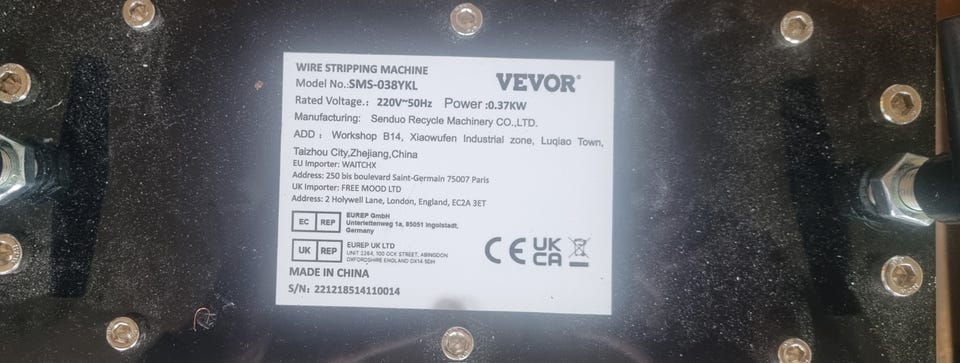 WIRE STRIPPING MACHINE
VEVOR®
Model No.:SMS-038YKL
Rated Voltage.: 220V~50Hz Power :0.37KW
Manufacturing: Senduo Recycle Machinery CO.,LTD.
ADD : Workshop B14, Xiaowufen Industrial zone, Luqiao Town,
Taizhou City,Zhejiang,China
EU Importer: WAITCHX
Address: 250 bis boulevard Saint-Germain 75007 Paris
UK Importer: FREE MOOD LTD
Address: 2 Holywell Lane, London, England, EC2A 3ET
EC REP
EUREP GmbH
Unterlettenweg 1a, 85051 Ingolstadt,
Germany
UK REP
EUREP UK LTD
UNIT 2264, 100 OCK STREET, ABINGDON
OXFORDSHIRE ENGLAND OX14 5DH
CE
UK
CA
MADE IN CHINA
S/N: 221218514110014